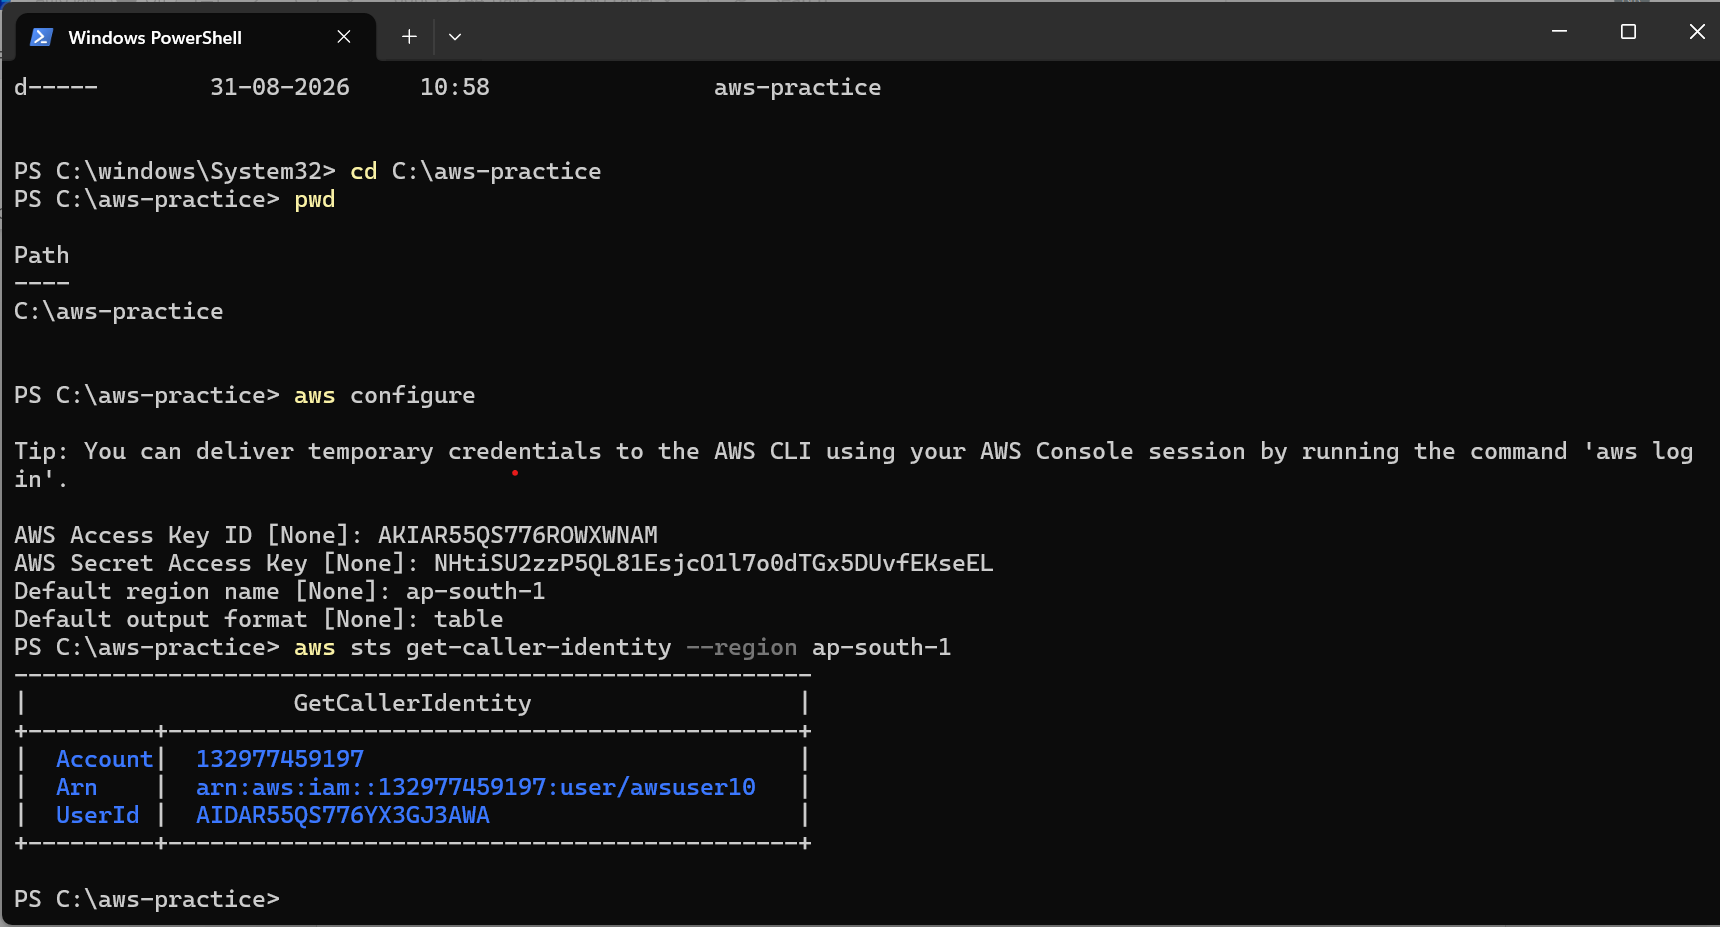 Windows PowerShell
d-----        31-08-2026     10:58                aws-practice
PS C:\windows\System32> cd C:\aws-practice
PS C:\aws-practice> pwd
Path
----
C:\aws-practice
PS C:\aws-practice> aws configure
Tip: You can deliver temporary credentials to the AWS CLI using your AWS Console session by running the command 'aws log
in'.
AWS Access Key ID [None]: AKIAR55QS776ROWXWNAM
AWS Secret Access Key [None]: NHtiSU2zzP5QL81EsjcO1l7o0dTGx5DUvfEKseEL
Default region name [None]: ap-south-1
Default output format [None]: table
PS C:\aws-practice> aws sts get-caller-identity --region ap-south-1
---------------------------------------------------------
|                   GetCallerIdentity                   |
+---------+---------------------------------------------+
|  Account|  132977459197                               |
|  Arn    |  arn:aws:iam::132977459197:user/awsuser10   |
|  UserId |  AIDAR55QS776YX3GJ3AWA                      |
+---------+---------------------------------------------+
PS C:\aws-practice>